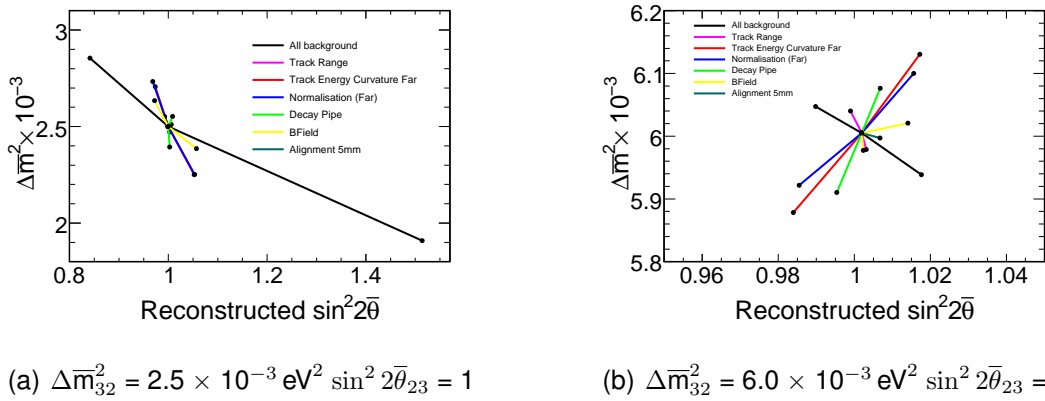 3
2.5
2
Δm̅² × 10⁻³
0.8 1 1.2 1.4
Reconstructed sin²2θ̅
All background
Track Range
Track Energy Curvature Far
Normalisation (Far)
Decay Pipe
BField
Alignment 5mm
(a) Δm̅²₃₂ = 2.5 × 10⁻³ eV² sin² 2θ̅₂₃ = 1
6.2
6.1
6
5.9
5.8
Δm̅² × 10⁻³
0.96 0.98 1 1.02 1.04
Reconstructed sin²2θ̅
All background
Track Range
Track Energy Curvature Far
Normalisation (Far)
Decay Pipe
BField
Alignment 5mm
(b) Δm̅²₃₂ = 6.0 × 10⁻³ eV² sin² 2θ̅₂₃ =